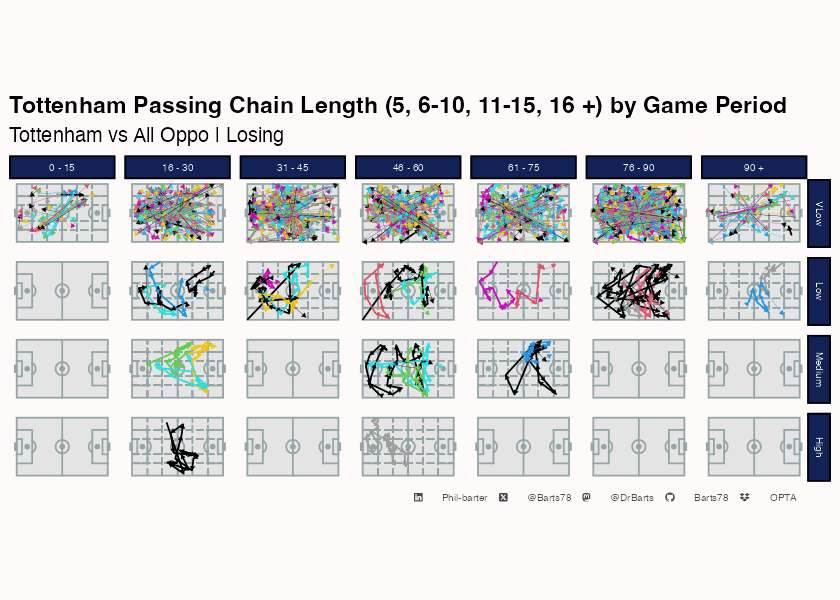 Tottenham Passing Chain Length (5, 6-10, 11-15, 16 +) by Game Period
Tottenham vs All Oppo | Losing
0 - 15 16 - 30 31 - 45 46 - 60 61 - 75 76 - 90 90 +
V.Low
Low
Medium
High
Phil-barter @Barts78 @DrBarts Barts78 OPTA